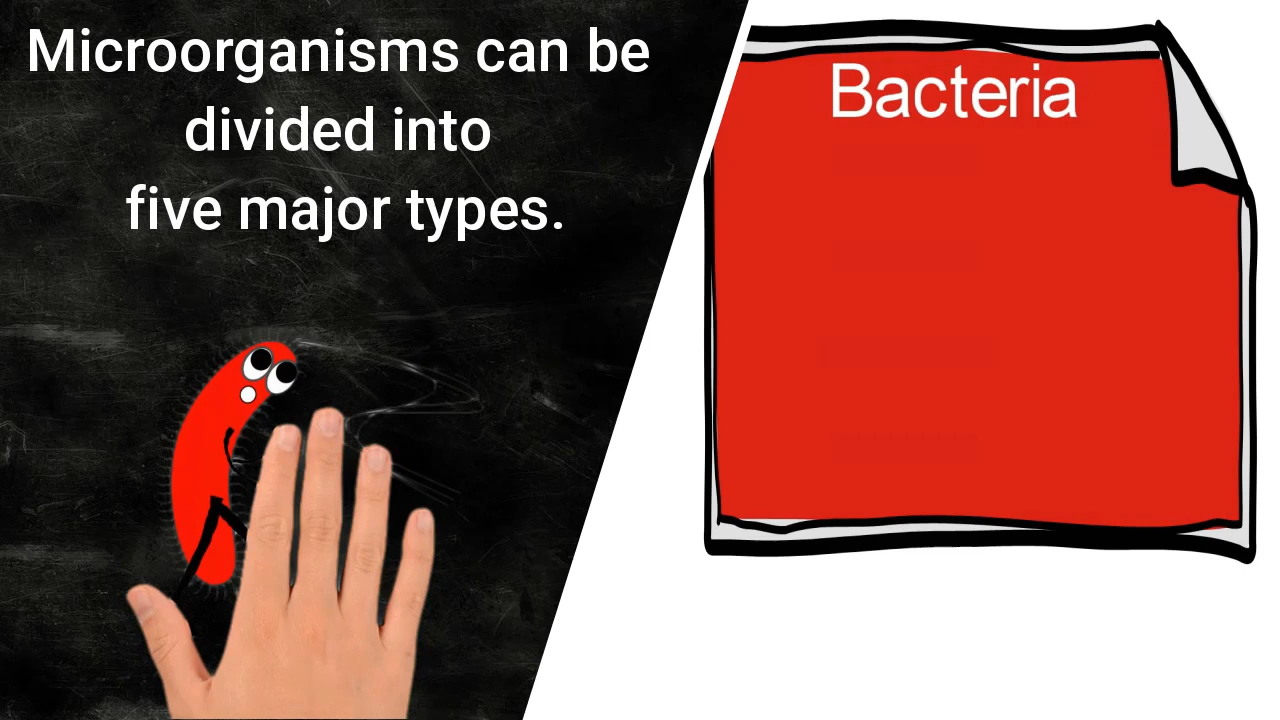 Microorganisms can be
divided into
five major types.
Bacteria